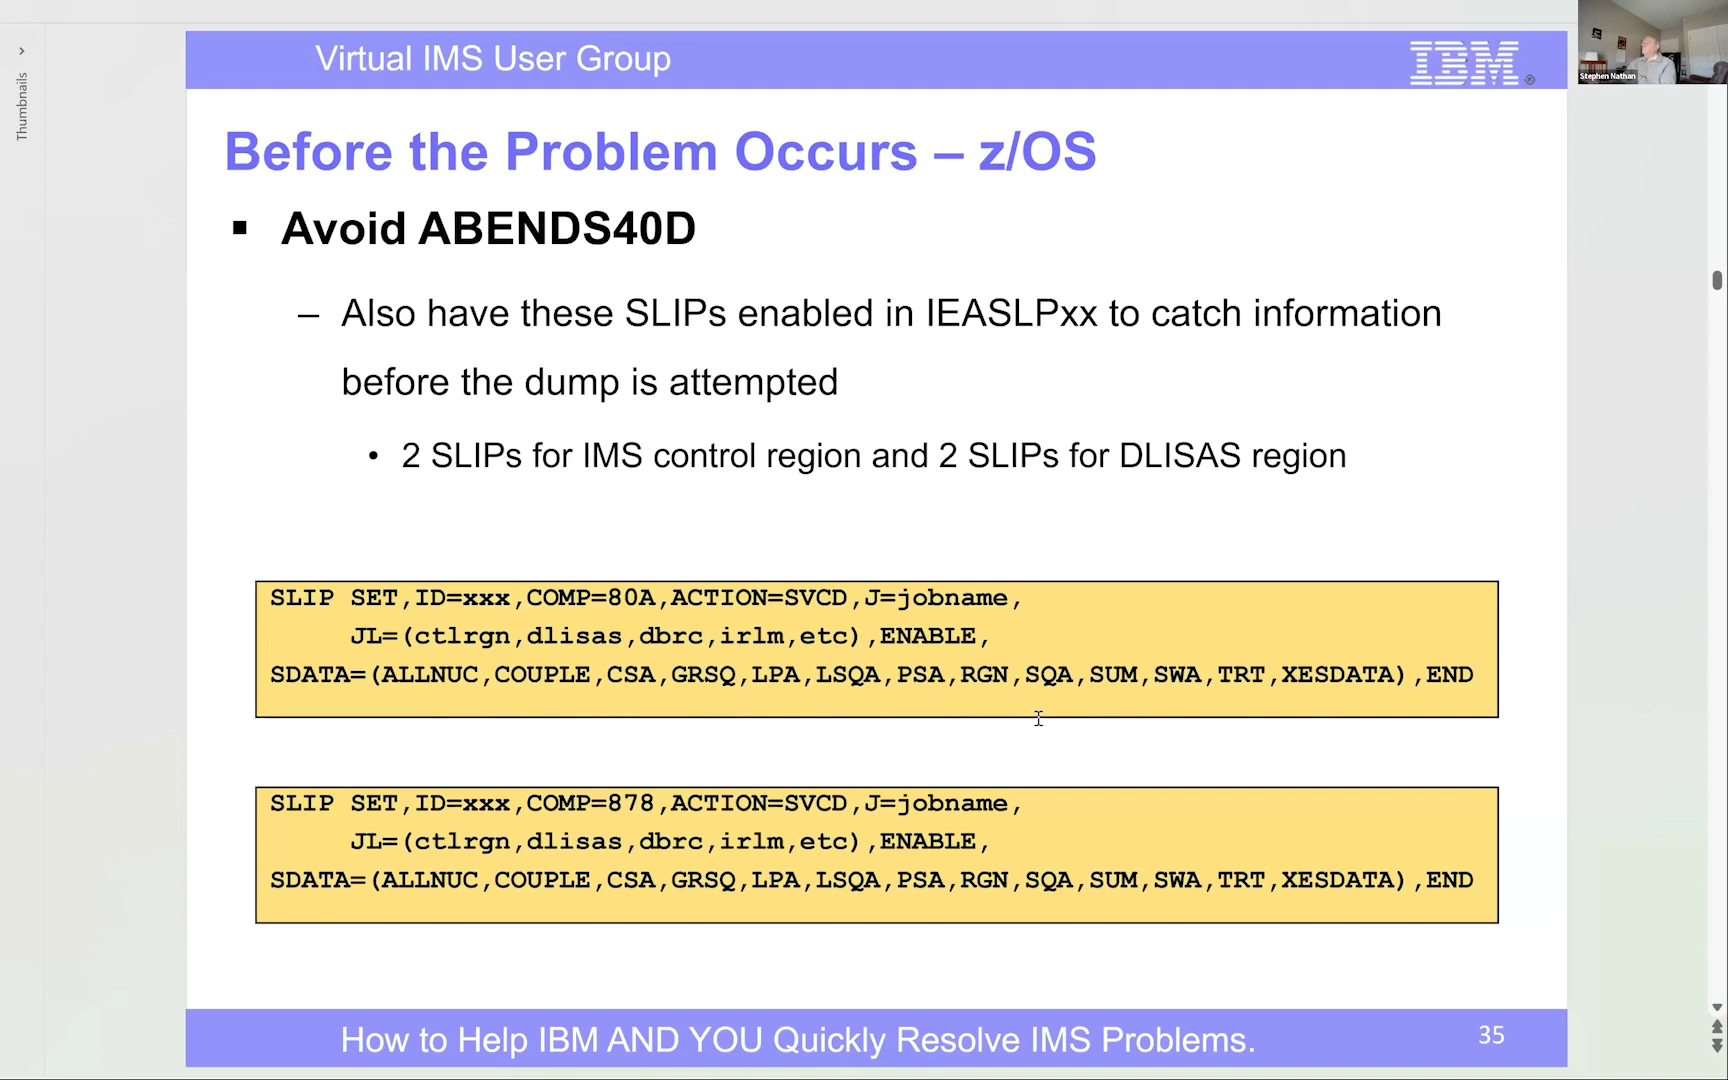 Virtual IMS User Group
IBM®
Stephen Nathan
Thumbnails
Before the Problem Occurs – z/OS
▪ Avoid ABENDS40D
– Also have these SLIPs enabled in IEASLPxx to catch information
before the dump is attempted
• 2 SLIPs for IMS control region and 2 SLIPs for DLISAS region
SLIP SET,ID=xxx,COMP=80A,ACTION=SVCD,J=jobname,
JL=(ctlrgn,dlisas,dbrc,irlm,etc),ENABLE,
SDATA=(ALLNUC,COUPLE,CSA,GRSQ,LPA,LSQA,PSA,RGN,SQA,SUM,SWA,TRT,XESDATA),END
SLIP SET,ID=xxx,COMP=878,ACTION=SVCD,J=jobname,
JL=(ctlrgn,dlisas,dbrc,irlm,etc),ENABLE,
SDATA=(ALLNUC,COUPLE,CSA,GRSQ,LPA,LSQA,PSA,RGN,SQA,SUM,SWA,TRT,XESDATA),END
How to Help IBM AND YOU Quickly Resolve IMS Problems.
35